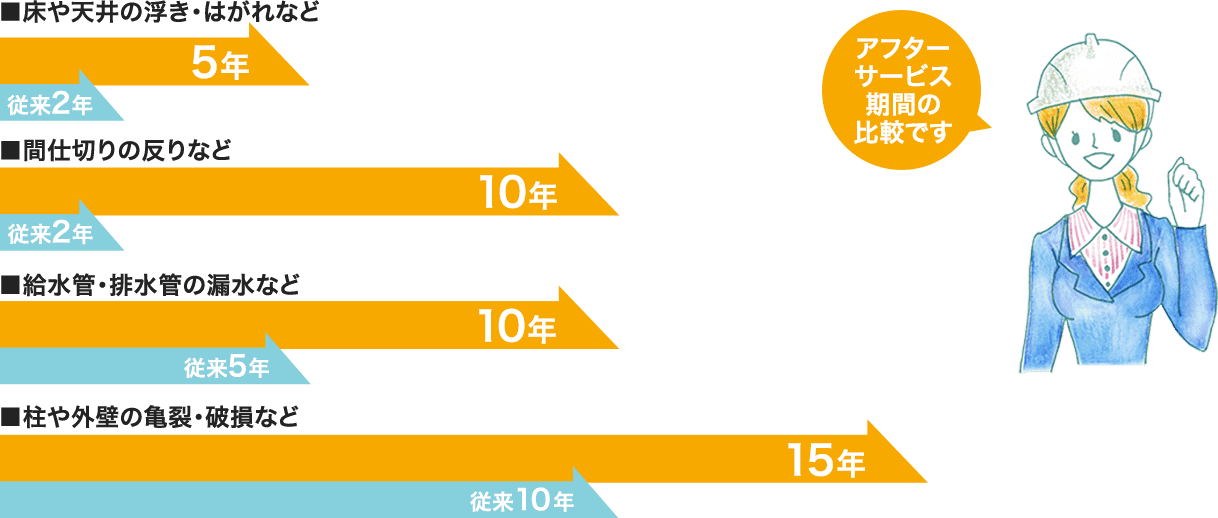 ■床や天井の浮き・はがれなど
5年
従来2年
■間仕切りの反りなど
10年
従来2年
■給水管・排水管の漏水など
10年
従来5年
■柱や外壁の亀裂・破損など
15年
従来10年
アフター
サービス
期間の
比較です